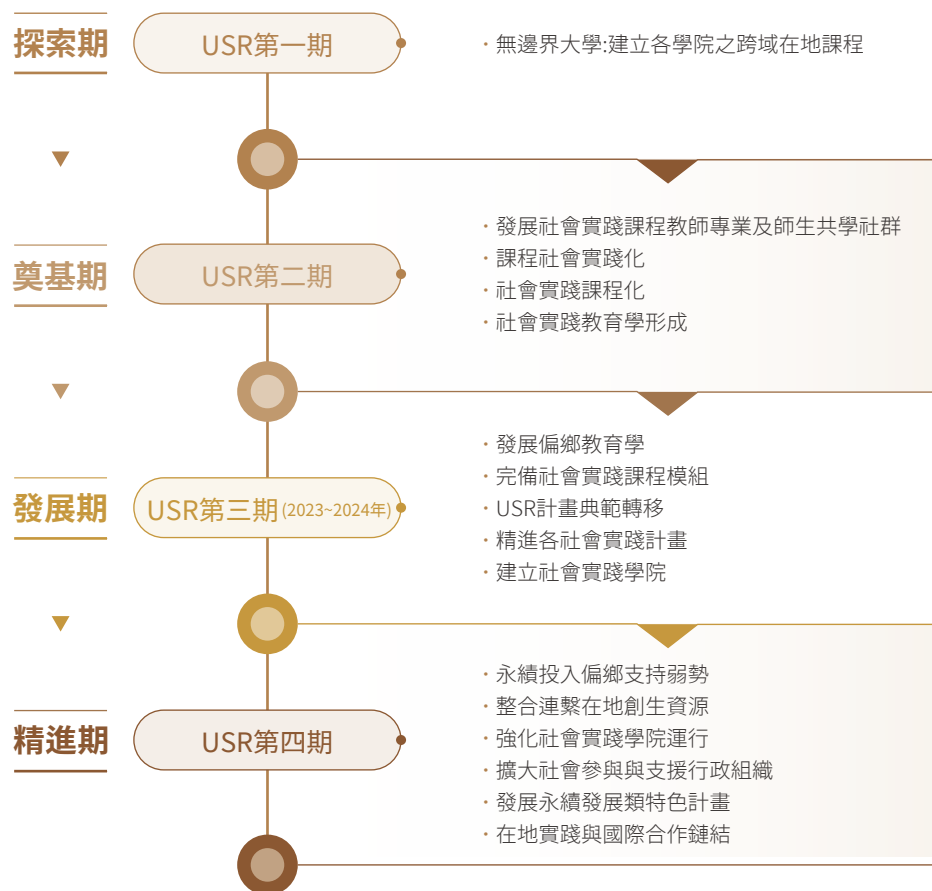 探索期
USR第一期
・無邊界大學:建立各學院之跨域在地課程
奠基期
USR第二期
・發展社會實踐課程教師專業及師生共學社群
・課程社會實踐化
・社會實踐課程化
・社會實踐教育學形成
發展期
USR第三期(2023~2024年)
・發展偏鄉教育學
・完備社會實踐課程模組
・USR計畫典範轉移
・精進各社會實踐計畫
・建立社會實踐學院
精進期
USR第四期
・永續投入偏鄉支持弱勢
・整合連繫在地創生資源
・強化社會實踐學院運行
・擴大社會參與與支援行政組織
・發展永續發展類特色計畫
・在地實踐與國際合作鏈結